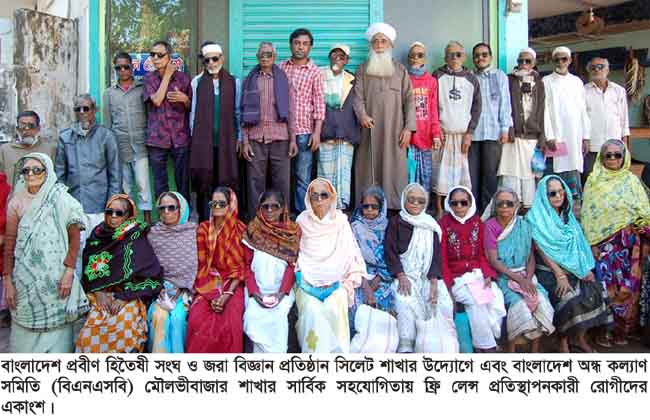 বাংলাদেশ প্রবীণ হিতৈষী সংঘ ও জরা বিজ্ঞান প্রতিষ্ঠান সিলেট শাখার উদ্যোগে এবং বাংলাদেশ অন্ধ কল্যাণ
সমিতি (বিএনএসবি) মৌলভীবাজার শাখার সার্বিক সহযোগিতায় ফ্রি লেন্স প্রতিস্থাপনকারী রোগীদের
একাংশ।